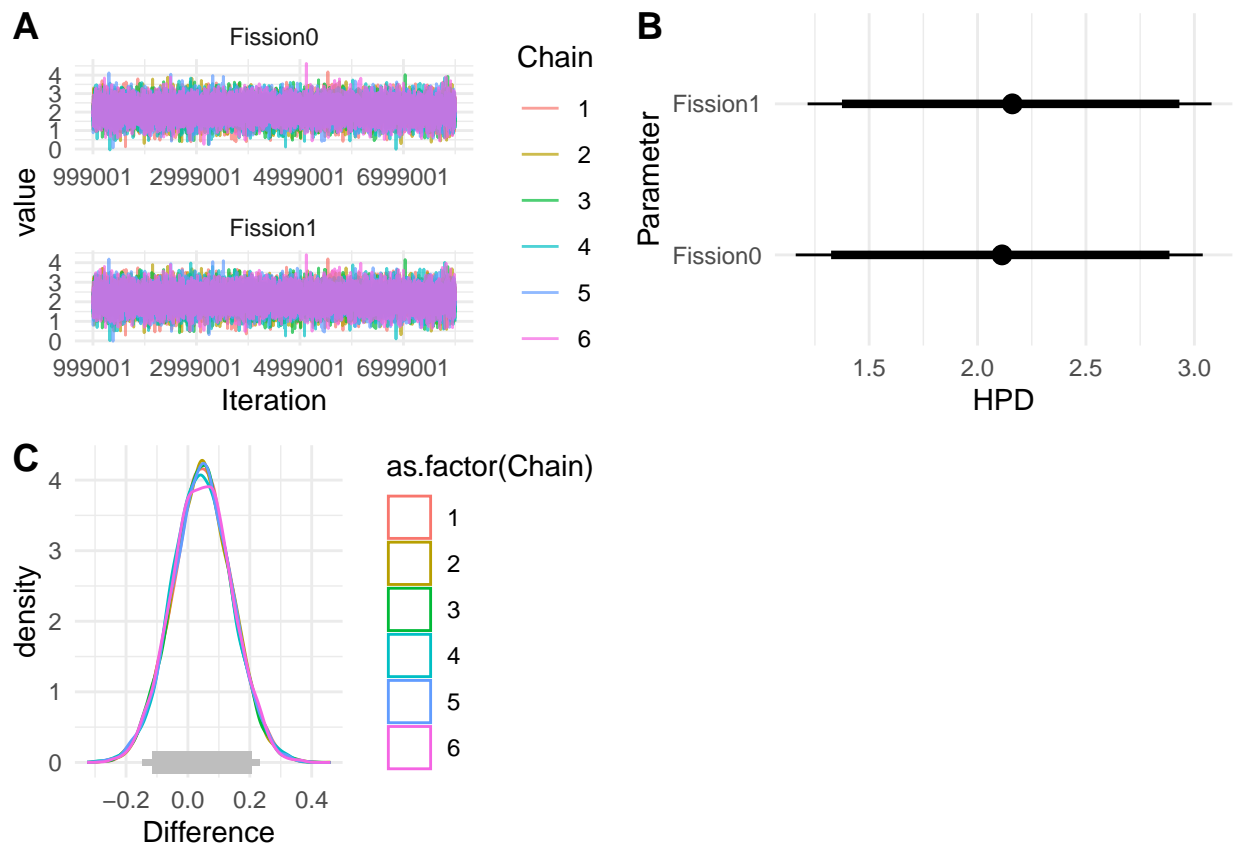 A
Fission0
4
3
2
1
0
999001 2999001 4999001 6999001
value
Fission1
4
3
2
1
0
999001 2999001 4999001 6999001
Iteration
Chain
1
2
3
4
5
6
B
Parameter
Fission1
Fission0
1.5 2.0 2.5 3.0
HPD
C
density
4
3
2
1
0
−0.2 0.0 0.2 0.4
Difference
as.factor(Chain)
1
2
3
4
5
6